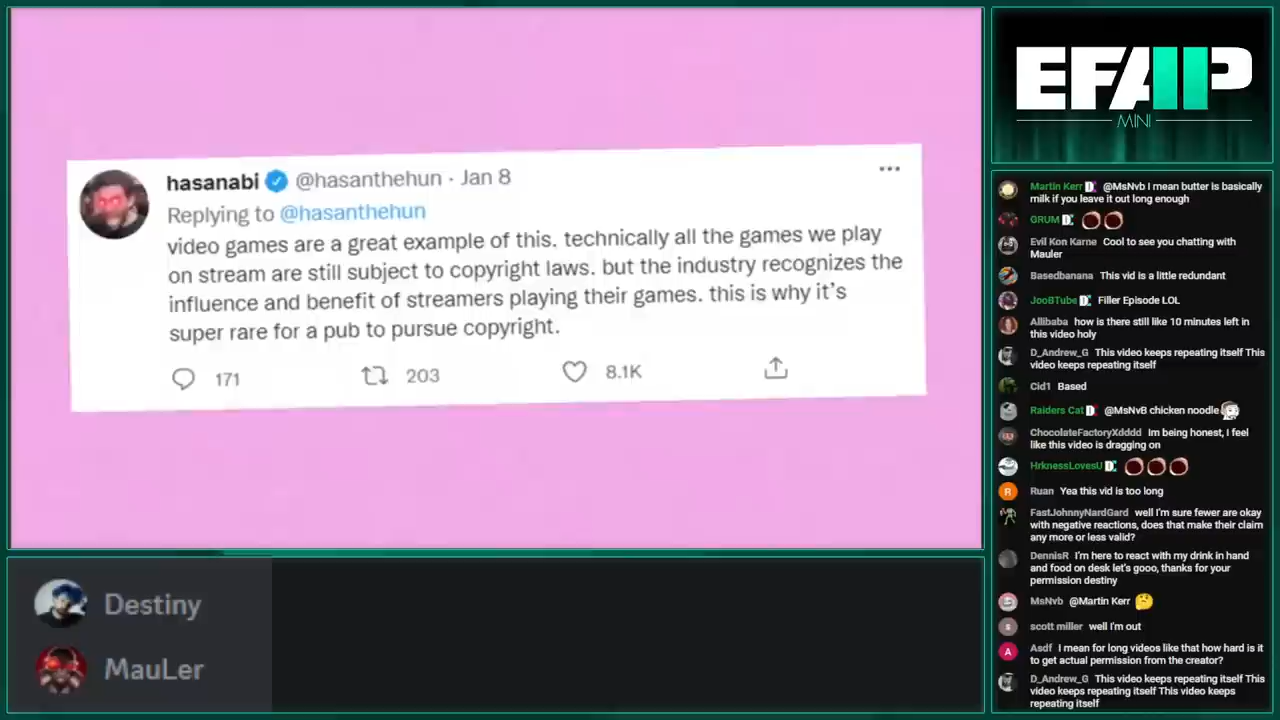 hasanabi @hasanthehun · Jan 8
Replying to @hasanthehun
video games are a great example of this. technically all the games we play
on stream are still subject to copyright laws. but the industry recognizes the
influence and benefit of streamers playing their games. this is why it's
super rare for a pub to pursue copyright.
171 203 8.1K
Destiny
MauLer
EFAP
MINI
Martin Kerr @MsNvb I mean butter is basically
milk if you leave it out long enough
GRUM
Evil Kon Karne Cool to see you chatting with
Mauler
Basedbanana This vid is a little redundant
JooBTube Filler Episode LOL
Allibaba how is there still like 10 minutes left in
this video holy
D_Andrew_G This video keeps repeating itself This
video keeps repeating itself
Cid1 Based
Raiders Cat @MsNvB chicken noodle
ChocolateFactoryXdddd Im being honest, I feel
like this video is dragging on
HrknessLovesU
R
Ruan Yea this vid is too long
FastJohnnyNardGard well I'm sure fewer are okay
with negative reactions, does that make their claim
any more or less valid?
DennisR I'm here to react with my drink in hand
and food on desk let's gooo, thanks for your
permission destiny
MsNvb @Martin Kerr
s
scott miller well I'm out
A
Asdf I mean for long videos like that how hard is it
to get actual permission from the creator?
D_Andrew_G This video keeps repeating itself This
video keeps repeating itself This video keeps
repeating itself